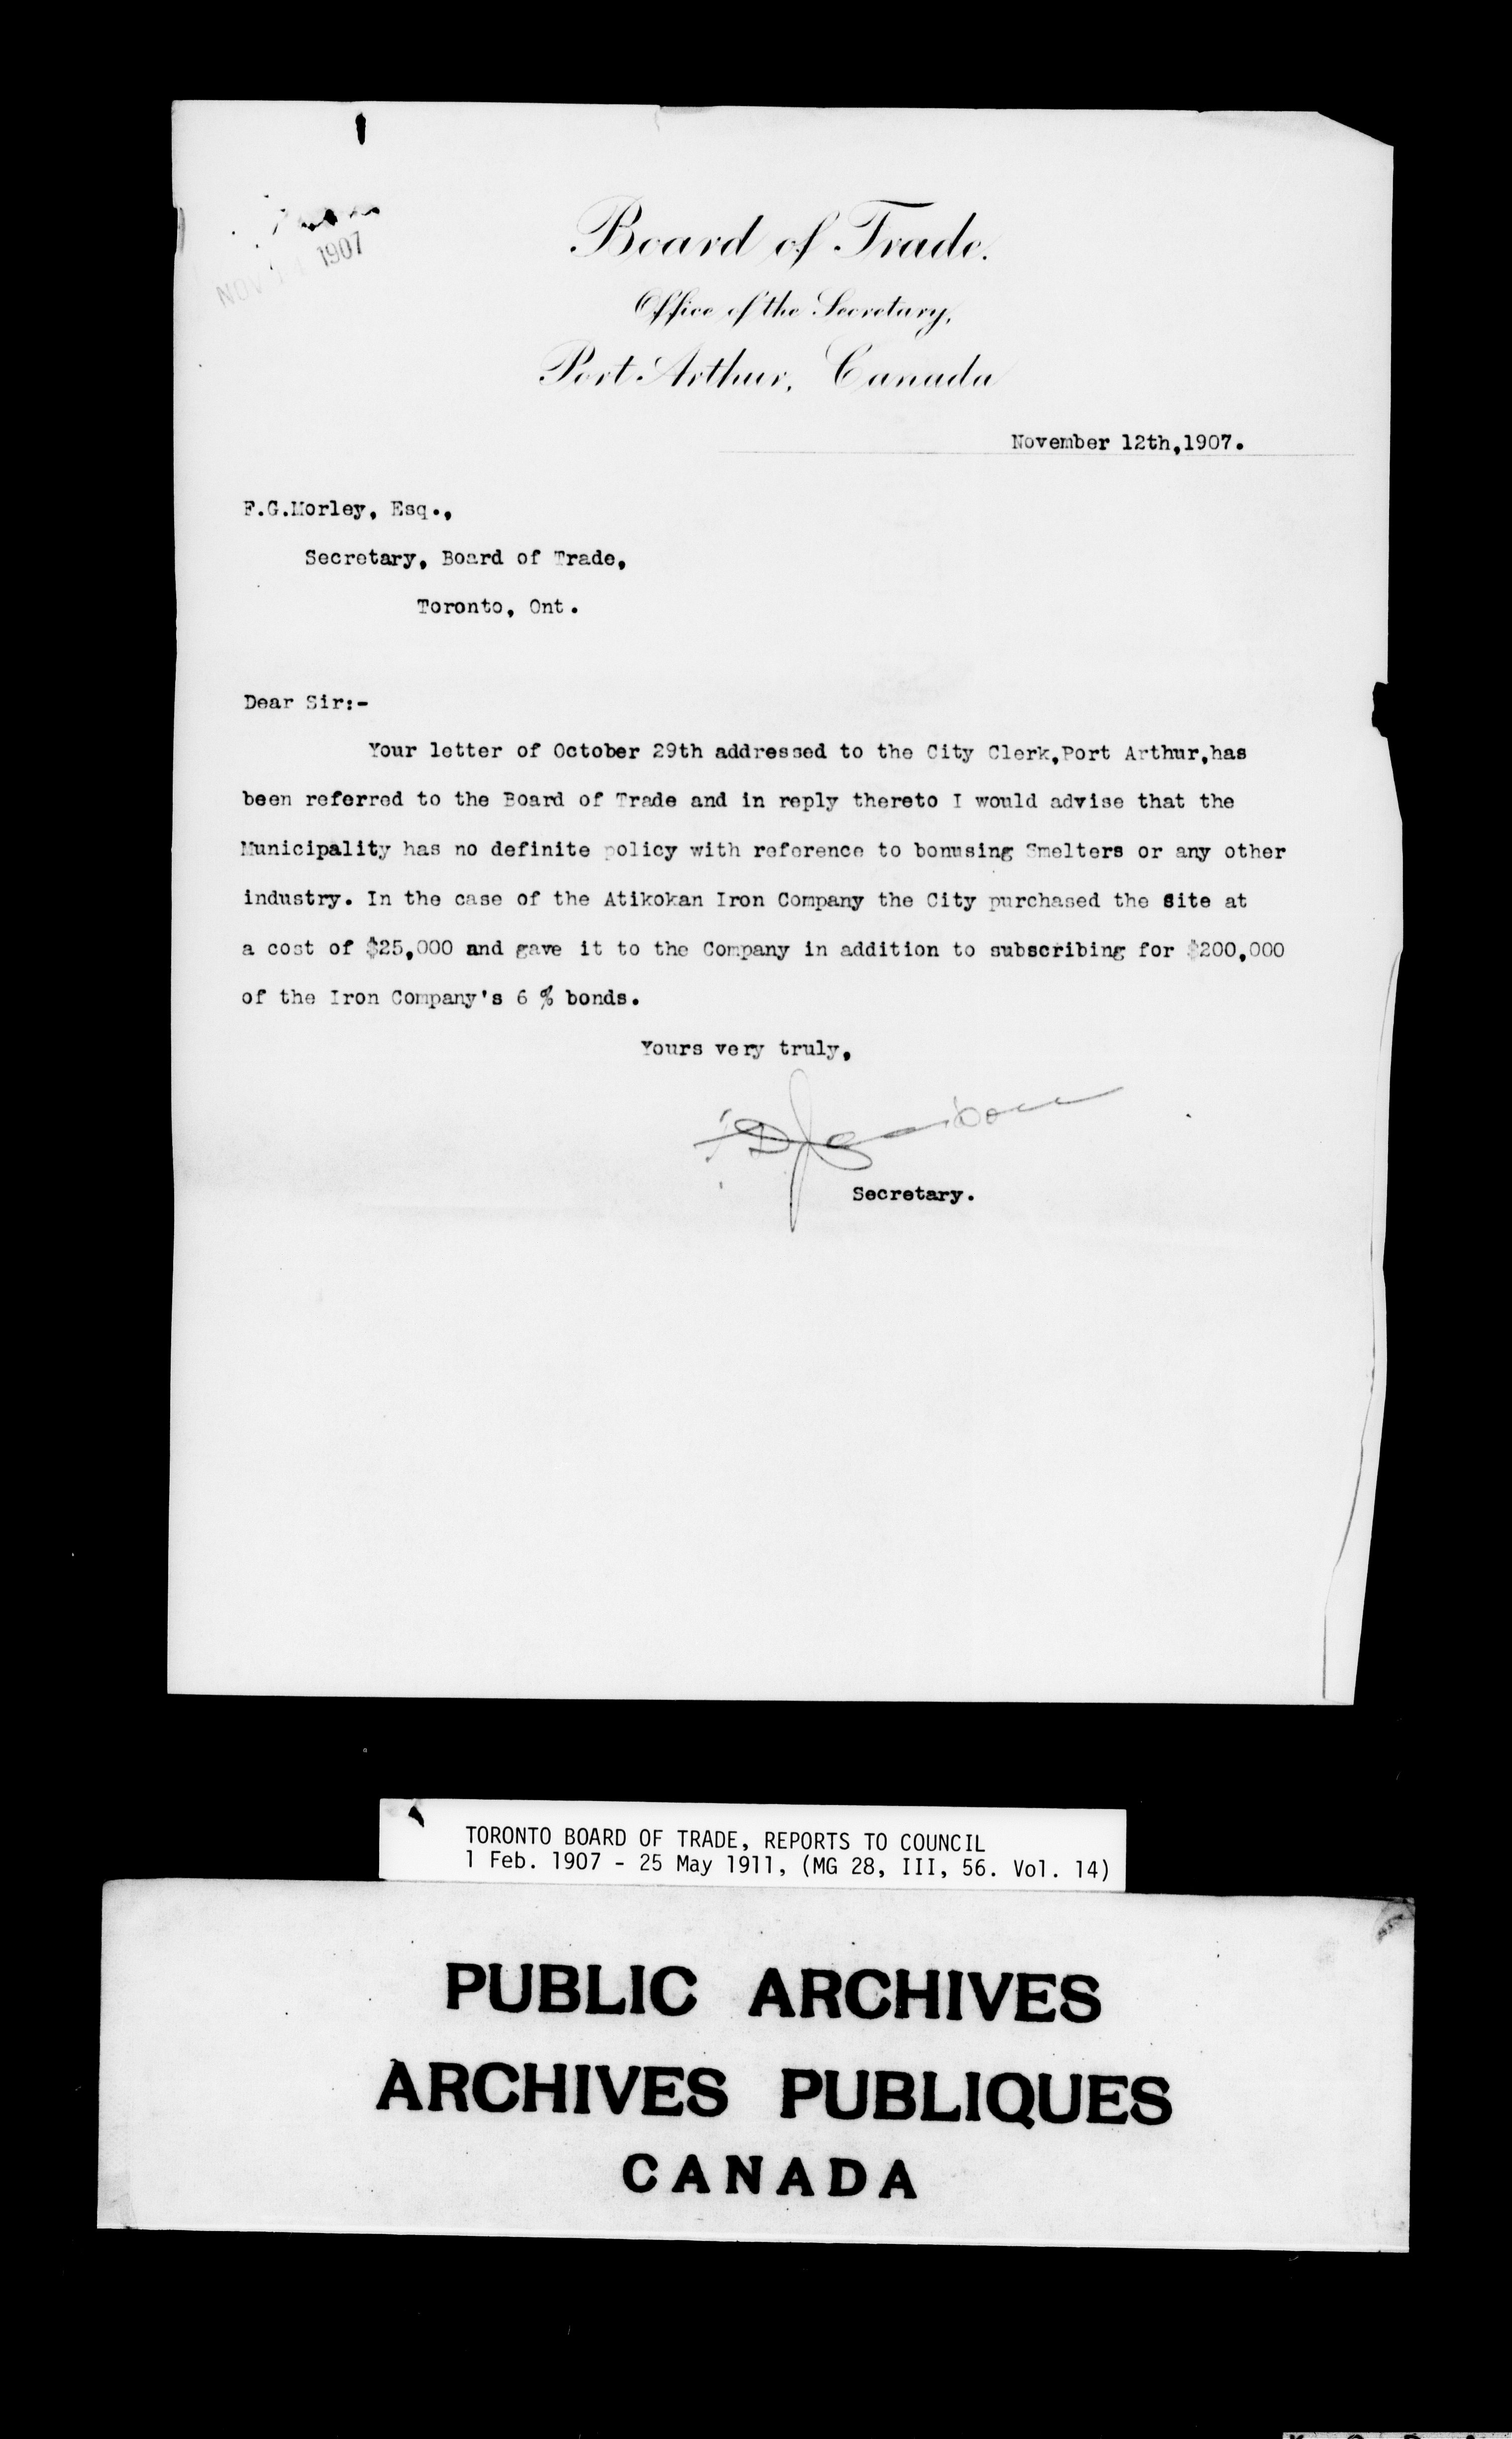 NOV 1907
Board of Trade.
Office of the Secretary,
Port Arthur, Canada
November 12th,1907.
F.G.Morley, Esq.,
Secretary, Board of Trade,
Toronto, Ont.
Dear Sir:-
Your letter of October 29th addressed to the City Clerk,Port Arthur,has
been referred to the Board of Trade and in reply thereto I would advise that the
Municipality has no definite policy with reference to bonusing Smelters or any other
industry. In the case of the Atikokan Iron Company the City purchased the Site at
a cost of $25,000 and gave it to the Company in addition to subscribing for $200,000
of the Iron Company's 6 % bonds.
Yours very truly,
Secretary.
TORONTO BOARD OF TRADE, REPORTS TO COUNCIL
1 Feb. 1907 - 25 May 1911, (MG 28, III, 56. Vol. 14)
PUBLIC ARCHIVES
ARCHIVES PUBLIQUES
CANADA